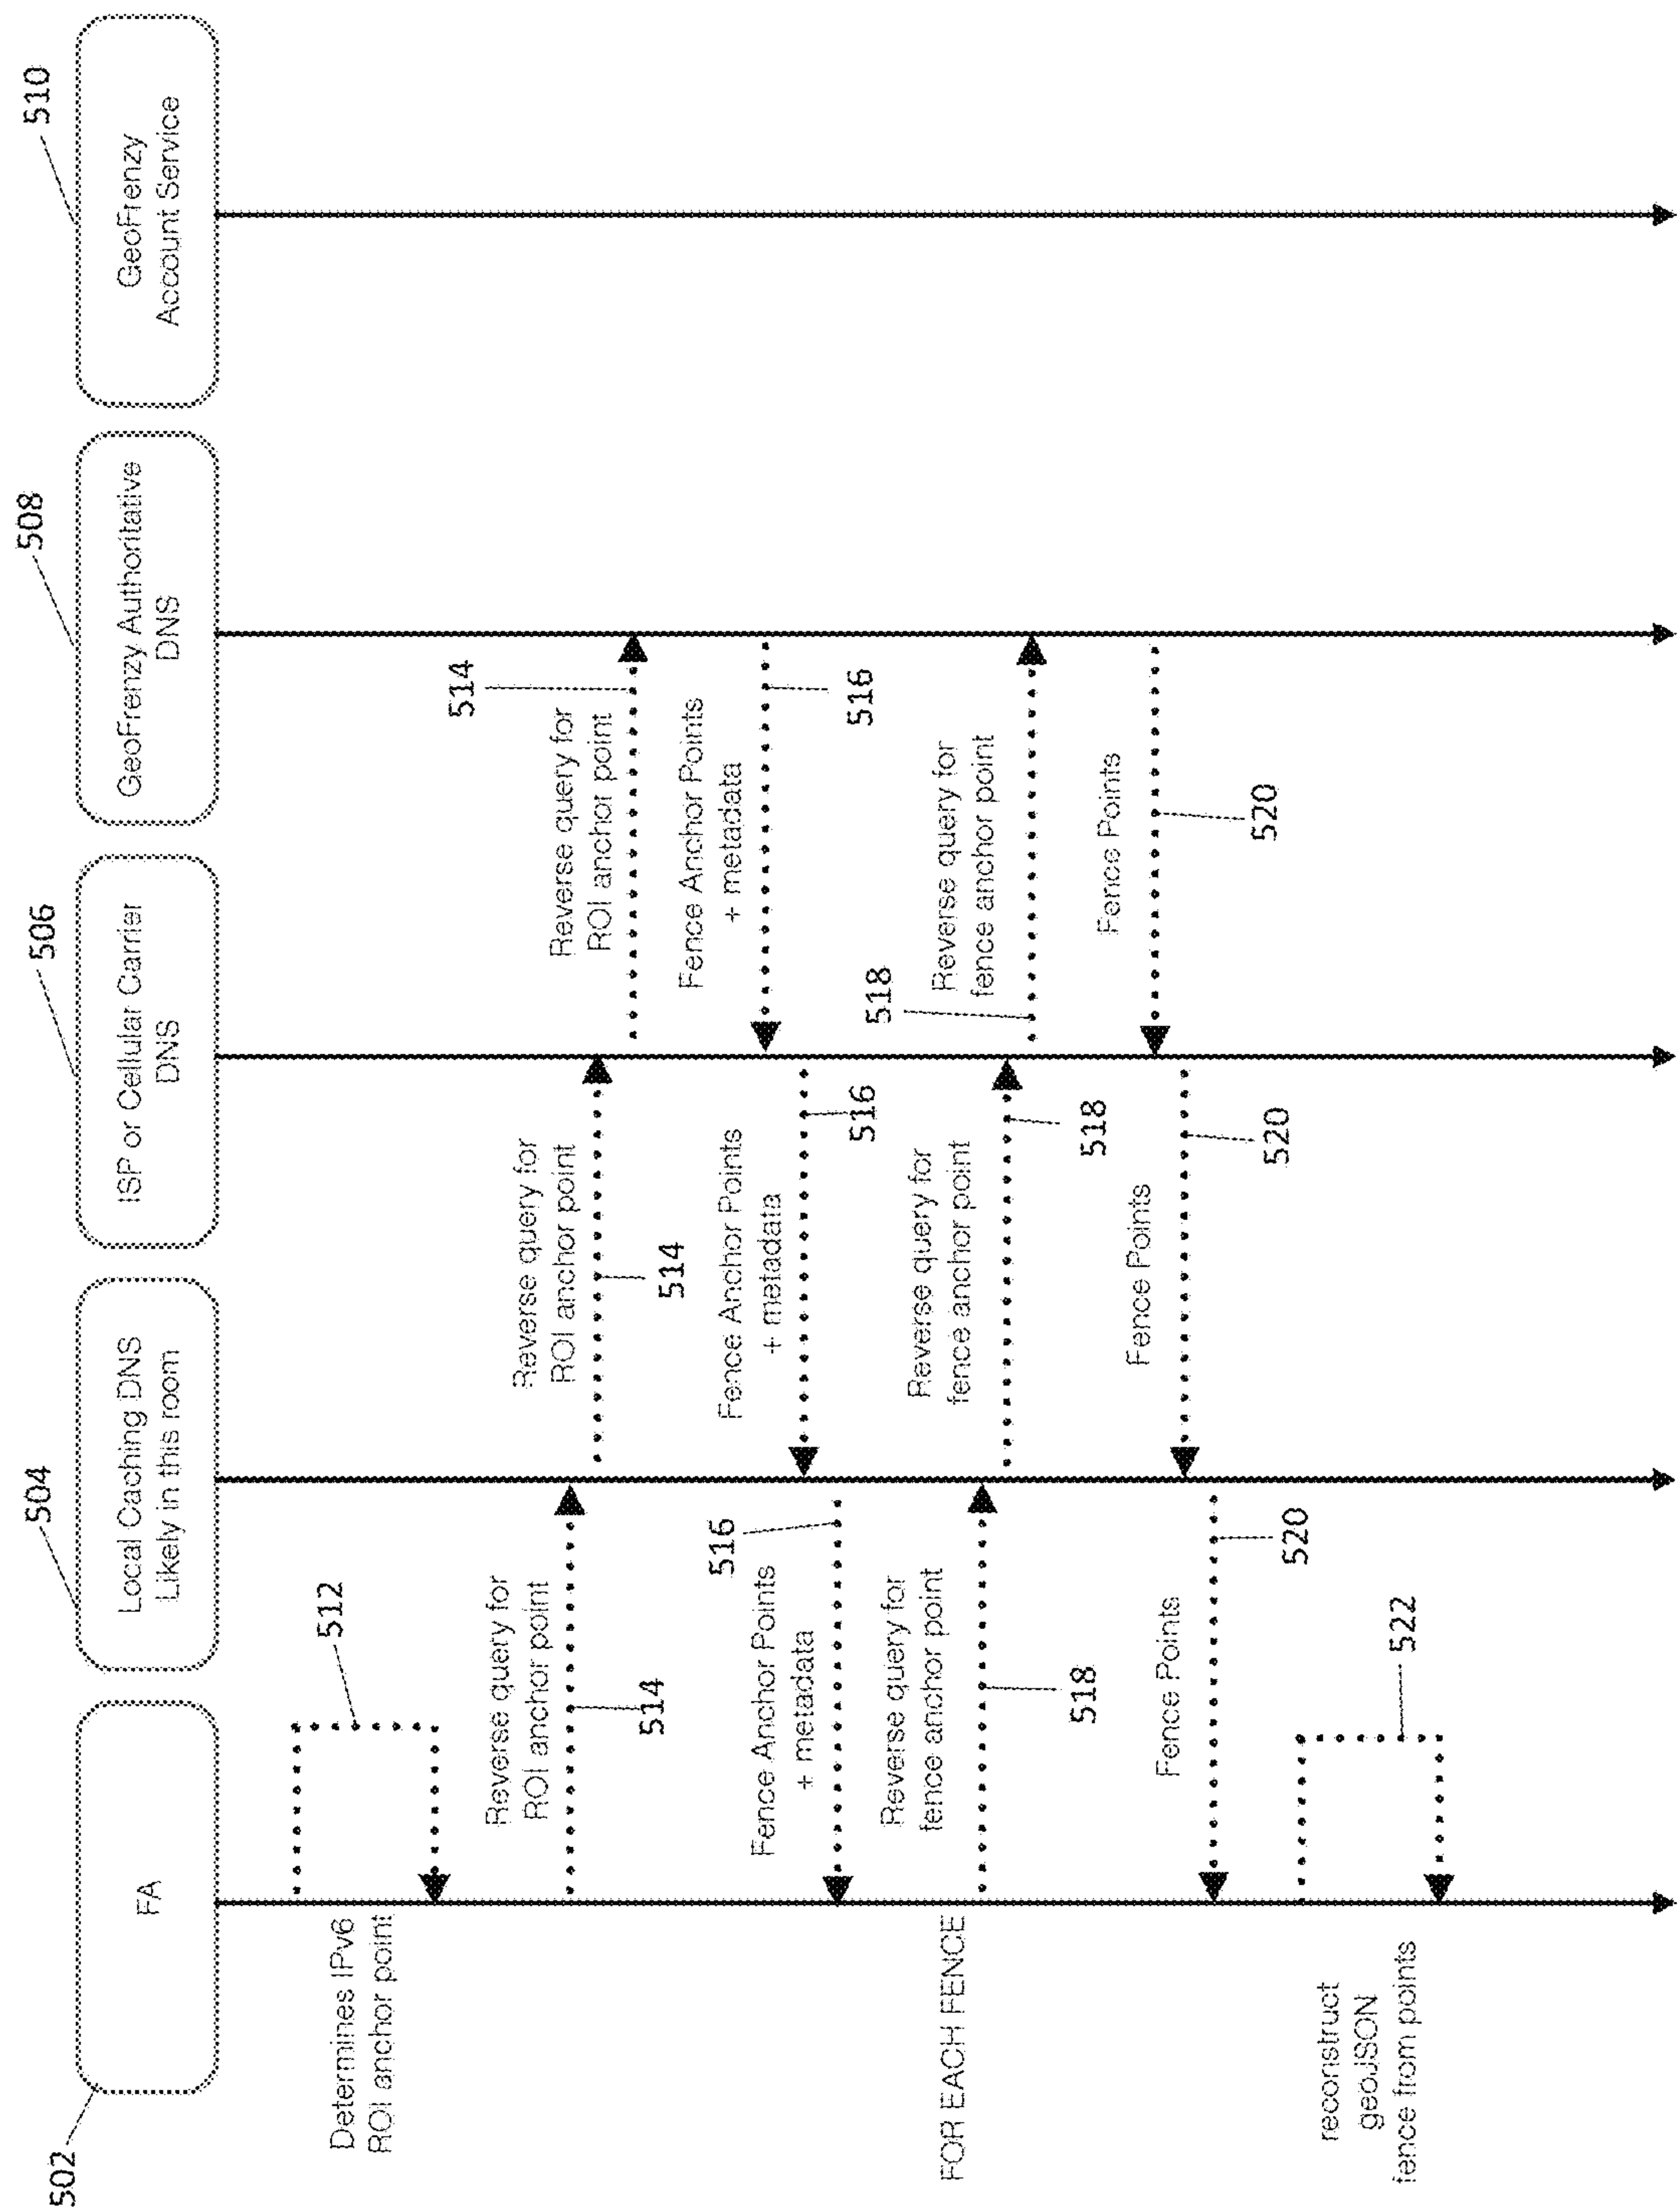 502
FA
504
Local Caching DNS
Likely in this room
506
ISP or Cellular Carrier
DNS
508
GeoFrenzy Authoritative
DNS
510
GeoFrenzy
Account Service
Determines IPv6
ROI anchor point
512
Reverse query for
ROI anchor point
514
Reverse query for
ROI anchor point
514
Reverse query for
ROI anchor point
514
Fence Anchor Points
+ metadata
516
Fence Anchor Points
+ metadata
516
Fence Anchor Points
+ metadata
516
FOR EACH FENCE
Reverse query for
fence anchor point
518
Reverse query for
fence anchor point
518
Reverse query for
fence anchor point
518
Fence Points
520
Fence Points
520
Fence Points
520
reconstruct
geoJSON
fence from points
522